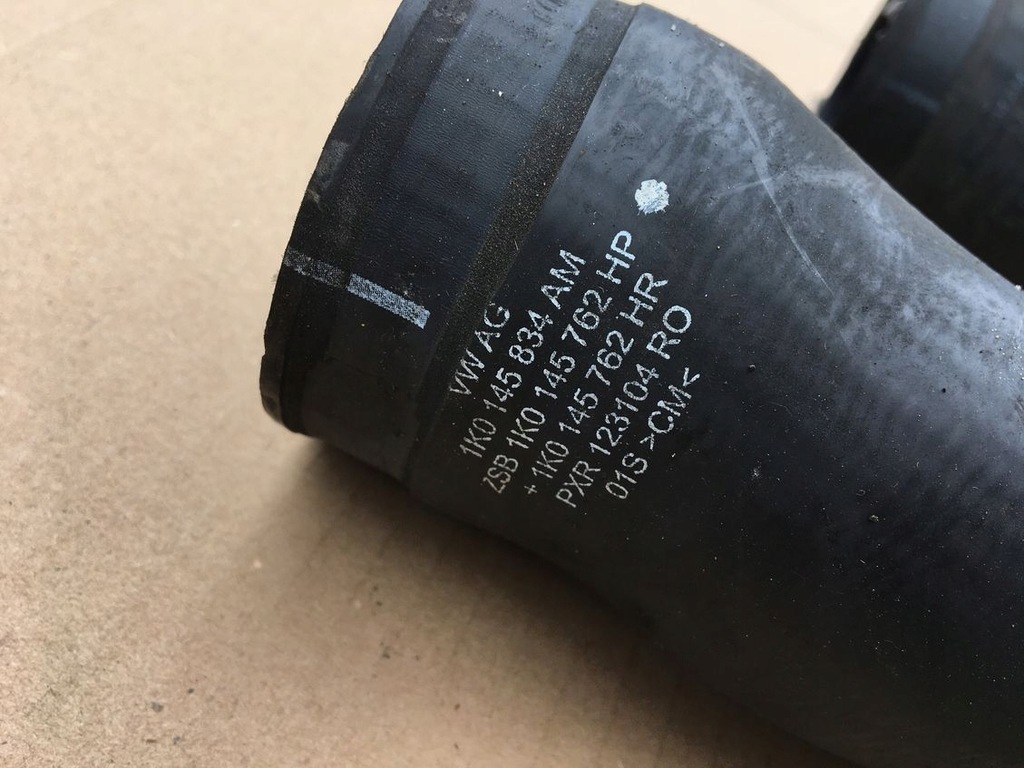 VW AG
1K0 145 834 AM
ZSB 1K0 145 762 HP
+ 1K0 145 762 HR
PXR 123104 RO
01S >CM<